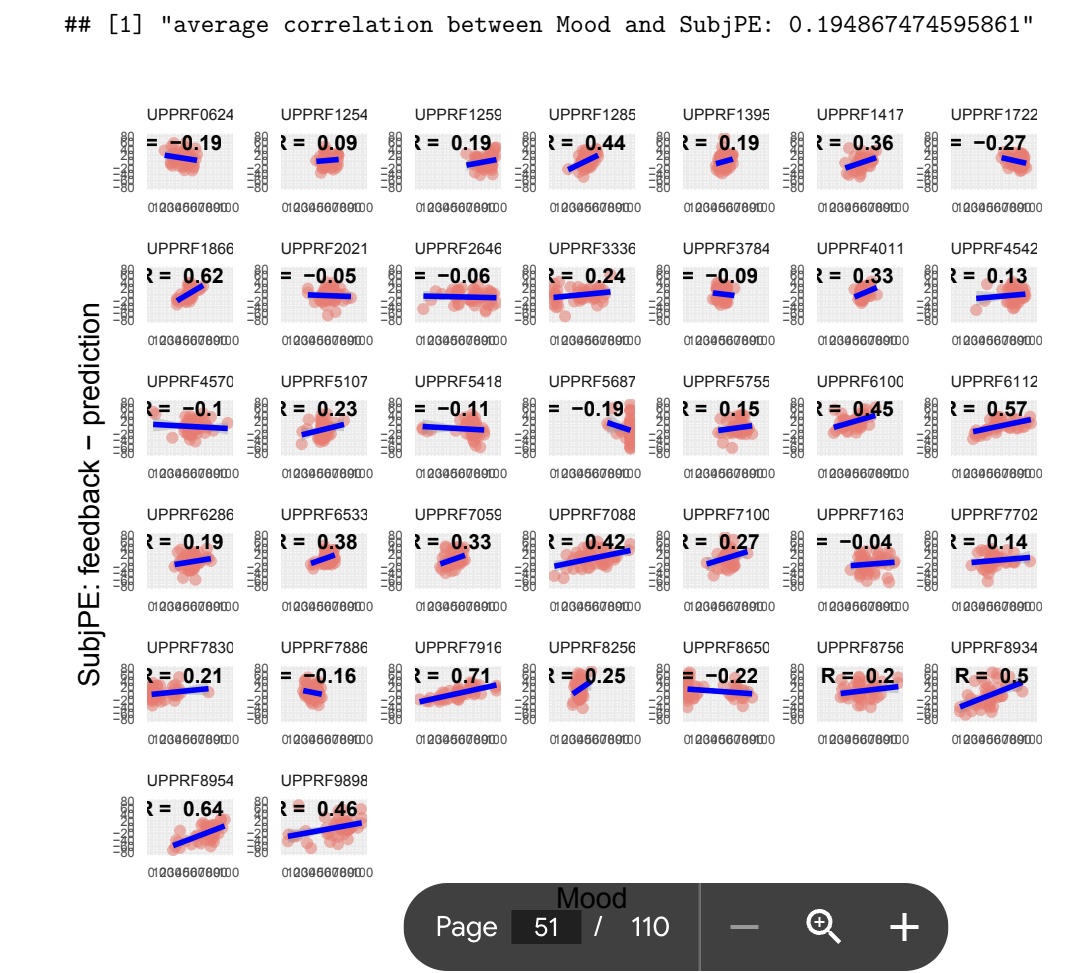 ## [1] "average correlation between Mood and SubjPE: 0.194867474595861"
UPPRF0624 UPPRF1254 UPPRF1259 UPPRF1285 UPPRF1395 UPPRF1417 UPPRF1722
= −0.19 R = 0.09 R = 0.19 R = 0.44 R = 0.19 R = 0.36 = −0.27
UPPRF1866 UPPRF2021 UPPRF2646 UPPRF3336 UPPRF3784 UPPRF4011 UPPRF4542
R = 0.62 = −0.05 = −0.06 R = 0.24 = −0.09 R = 0.33 R = 0.13
SubjPE: feedback − prediction
UPPRF4570 UPPRF5107 UPPRF5418 UPPRF5687 UPPRF5755 UPPRF6100 UPPRF6112
R = −0.1 R = 0.23 = −0.11 = −0.19 R = 0.15 R = 0.45 R = 0.57
UPPRF6286 UPPRF6533 UPPRF7059 UPPRF7088 UPPRF7100 UPPRF7163 UPPRF7702
R = 0.19 R = 0.38 R = 0.33 R = 0.42 R = 0.27 = −0.04 R = 0.14
UPPRF7830 UPPRF7886 UPPRF7916 UPPRF8256 UPPRF8650 UPPRF8756 UPPRF8934
R = 0.21 = −0.16 R = 0.71 R = 0.25 = −0.22 R = 0.2 R = 0.5
UPPRF8954 UPPRF9898
R = 0.64 R = 0.46
Mood
Page 51 / 110